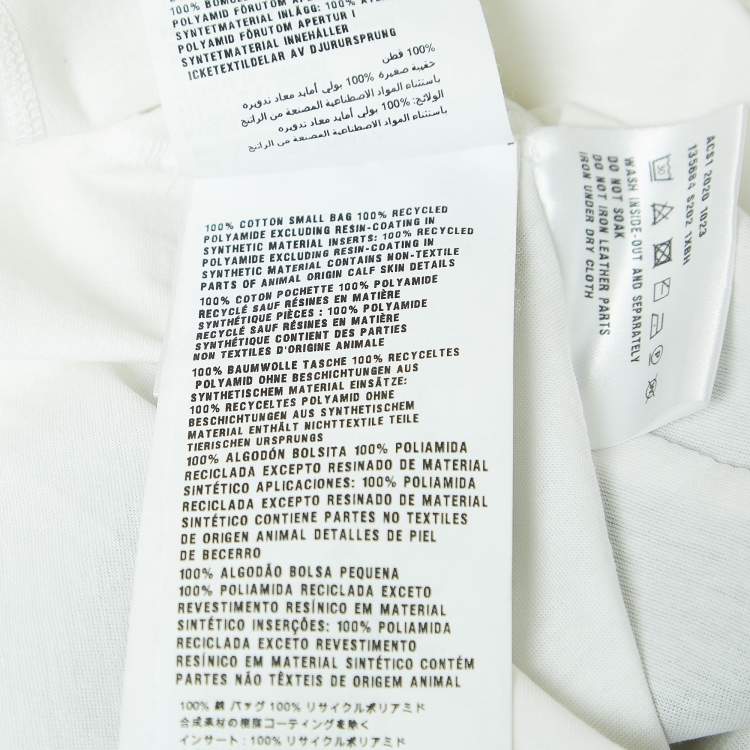 100% BOMULL
POLYAMID FÖRUTOM
SYNTETMATERIAL INLÄGG: 100%
POLYAMID FÖRUTOM APERTUR I
SYNTETMATERIAL INNEHÅLLER
ICKETEXTILDELAR AV DJURURSPRUNG
100% قطن
حقيبة صغيرة 100% بولي أمايد معاد تدويره
باستثناء المواد الاصطناعية المصنعة من الراتنج
الولائج: 100% بولي أمايد معاد تدويره
باستثناء المواد الاصطناعية المصنعة من الراتنج
100% COTTON SMALL BAG 100% RECYCLED
POLYAMIDE EXCLUDING RESIN-COATING IN
SYNTHETIC MATERIAL INSERTS: 100% RECYCLED
POLYAMIDE EXCLUDING RESIN-COATING IN
SYNTHETIC MATERIAL CONTAINS NON-TEXTILE
PARTS OF ANIMAL ORIGIN CALF SKIN DETAILS
100% COTON POCHETTE 100% POLYAMIDE
RECYCLÉ SAUF RÉSINES EN MATIÈRE
SYNTHÉTIQUE PIÈCES : 100% POLYAMIDE
RECYCLÉ SAUF RÉSINES EN MATIÈRE
SYNTHÉTIQUE CONTIENT DES PARTIES
NON TEXTILES D'ORIGINE ANIMALE
100% BAUMWOLLE TASCHE 100% RECYCELTES
POLYAMID OHNE BESCHICHTUNGEN AUS
SYNTHETISCHEM MATERIAL EINSÄTZE:
100% RECYCELTES POLYAMID OHNE
BESCHICHTUNGEN AUS SYNTHETISCHEM
MATERIAL ENTHÄLT NICHTTEXTILE TEILE
TIERISCHEN URSPRUNGS
100% ALGODÓN BOLSITA 100% POLIAMIDA
RECICLADA EXCEPTO RESINADO DE MATERIAL
SINTÉTICO APLICACIONES: 100% POLIAMIDA
RECICLADA EXCEPTO RESINADO DE MATERIAL
SINTÉTICO CONTIENE PARTES NO TEXTILES
DE ORIGEN ANIMAL DETALLES DE PIEL
DE BECERRO
100% ALGODÃO BOLSA PEQUENA
100% POLIAMIDA RECICLADA EXCETO
REVESTIMENTO RESÍNICO EM MATERIAL
SINTÉTICO INSERÇÕES: 100% POLIAMIDA
RECICLADA EXCETO REVESTIMENTO
RESÍNICO EM MATERIAL SINTÉTICO CONTÉM
PARTES NÃO TÊXTEIS DE ORIGEM ANIMAL
100% 綿 バッグ 100% リサイクルポリアミド
合成素材の樹脂コーティングを除く
インサート: 100% リサイクルポリアミド
ACS1 2020 1023
135684 S202 1XBH
30
WASH INSIDE-OUT AND SEPARATELY
DO NOT SOAK
DO NOT IRON LEATHER PARTS
IRON UNDER DRY CLOTH